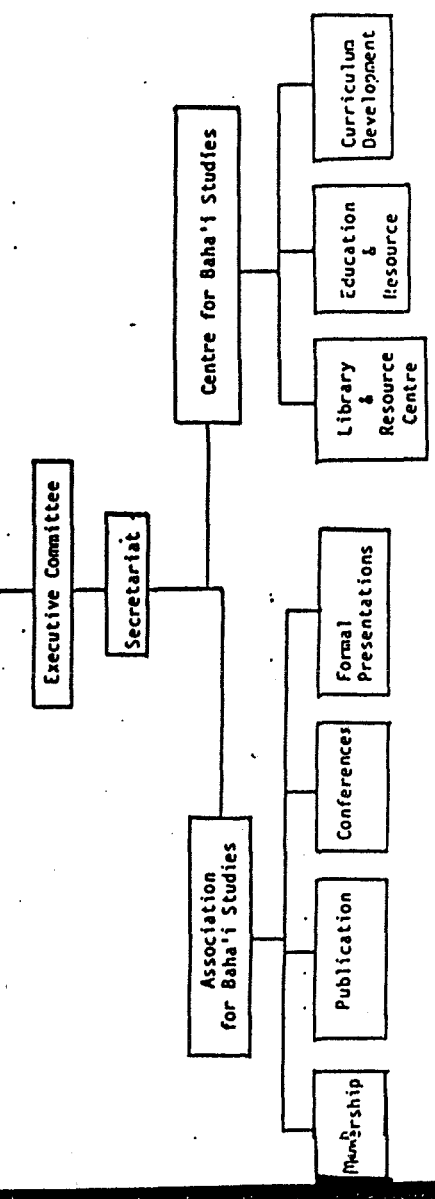 Executive Committee
Secretariat
Association
for Baha'i Studies
Centre for Baha'i Studies
Membership
Publication
Conferences
Formal
Presentations
Library
&
Resource
Centre
Education
&
Resource
Curriculum
Development